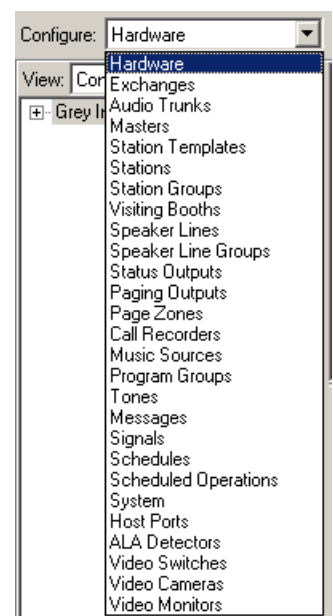 Configure: Hardware
Hardware
View:
Exchanges
Grey
Audio Trunks
Masters
Station Templates
Stations
Station Groups
Visiting Booths
Speaker Lines
Speaker Line Groups
Status Outputs
Paging Outputs
Page Zones
Call Recorders
Music Sources
Program Groups
Tones
Messages
Signals
Schedules
Scheduled Operations
System
Host Ports
ALA Detectors
Video Switches
Video Cameras
Video Monitors